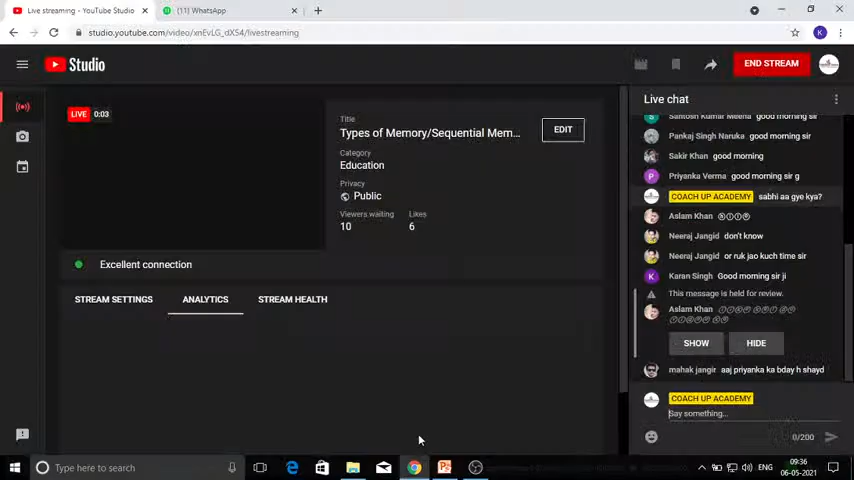 Live streaming - YouTube Studio
(11) WhatsApp
studio.youtube.com/video/xnEvLG_dX54/livestreaming
K
Studio
END STREAM
LIVE 0:03
Title
Types of Memory/Sequential Mem...
EDIT
Category
Education
Privacy
Public
Viewers waiting Likes
10 6
Excellent connection
STREAM SETTINGS ANALYTICS STREAM HEALTH
Live chat
Santosh Kumar Meena good morning sir
Pankaj Singh Naruka good morning sir
Sakir Khan good morning
P Priyanka Verma good morning sir g
COACH UP ACADEMY sabhi aa gye kya?
Aslam Khan
Neeraj Jangid don't know
Neeraj Jangid or ruk jao kuch time sir
K Karan Singh Good morning sir ji
This message is held for review.
Aslam Khan
SHOW HIDE
mahak jangir aaj priyanka ka bday h shayd
COACH UP ACADEMY
Say something...
0/200
Type here to search
ENG
09:36
06-05-2021